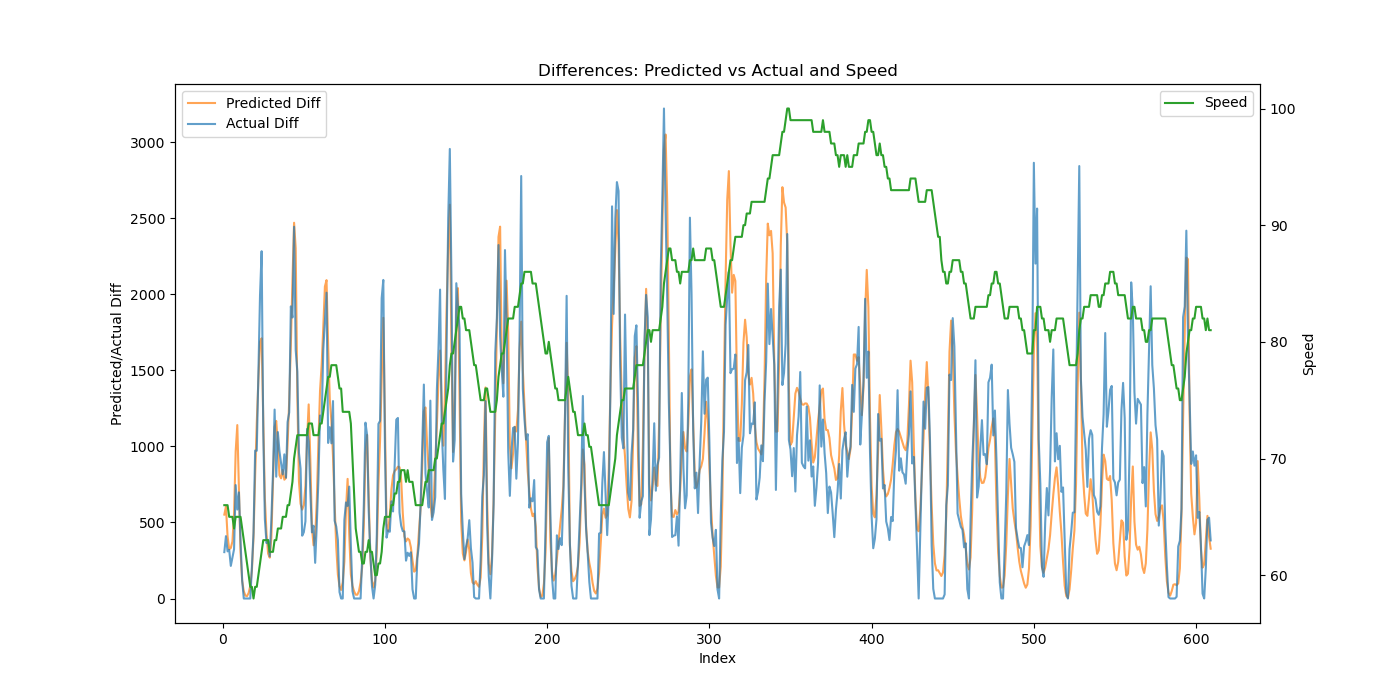 Differences: Predicted vs Actual and Speed
Predicted Diff
Actual Diff
Speed
3000
2500
2000
1500
1000
500
0
Predicted/Actual Diff
100
90
80
70
60
Speed
0 100 200 300 400 500 600
Index